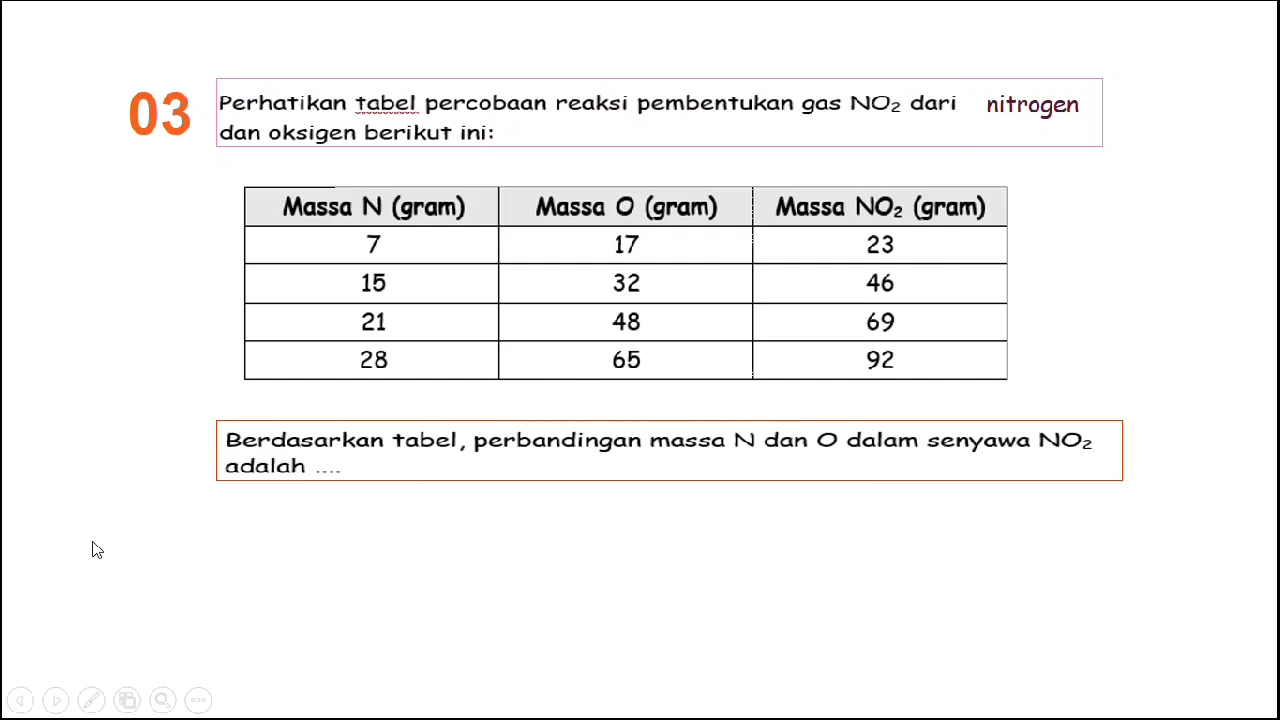 03
Perhatikan tabel percobaan reaksi pembentukan gas NO₂ dari nitrogen
dan oksigen berikut ini:
Massa N (gram) Massa O (gram) Massa NO₂ (gram)
7 17 23
15 32 46
21 48 69
28 65 92
Berdasarkan tabel, perbandingan massa N dan O dalam senyawa NO₂
adalah ....